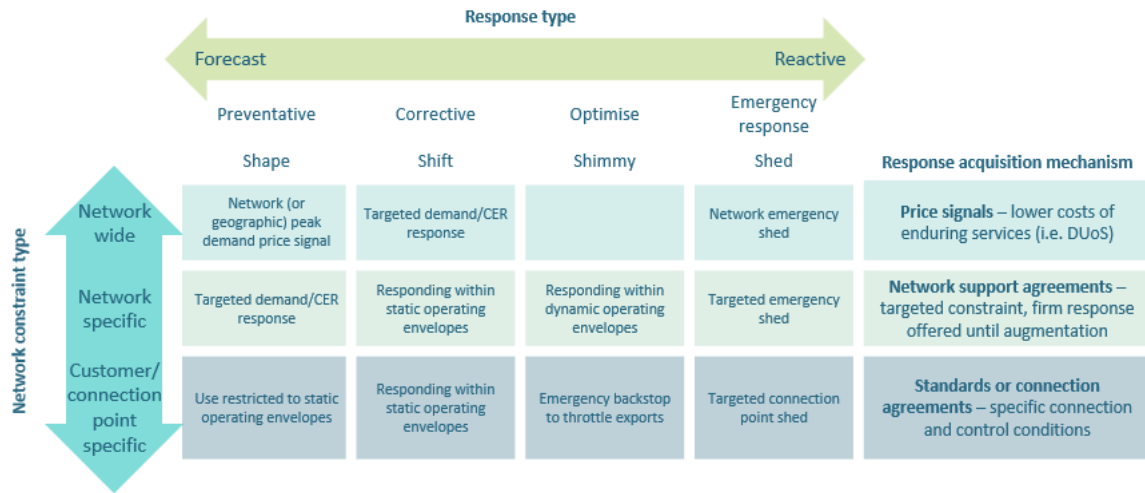 Response type
Forecast
Reactive
Preventative
Corrective
Optimise
Emergency
response
Shape
Shift
Shimmy
Shed
Response acquisition mechanism
Network constraint type
Network
wide
Network (or
geographic) peak
demand price signal
Targeted demand/CER
response
Network emergency
shed
Price signals – lower costs of
enduring services (i.e. DUoS)
Network
specific
Targeted demand/CER
response
Responding within
static operating
envelopes
Responding within
dynamic operating
envelopes
Targeted emergency
shed
Network support agreements –
targeted constraint, firm response
offered until augmentation
Customer/
connection
point
specific
Use restricted to static
operating envelopes
Responding within
static operating
envelopes
Emergency backstop
to throttle exports
Targeted connection
point shed
Standards or connection
agreements – specific connection
and control conditions